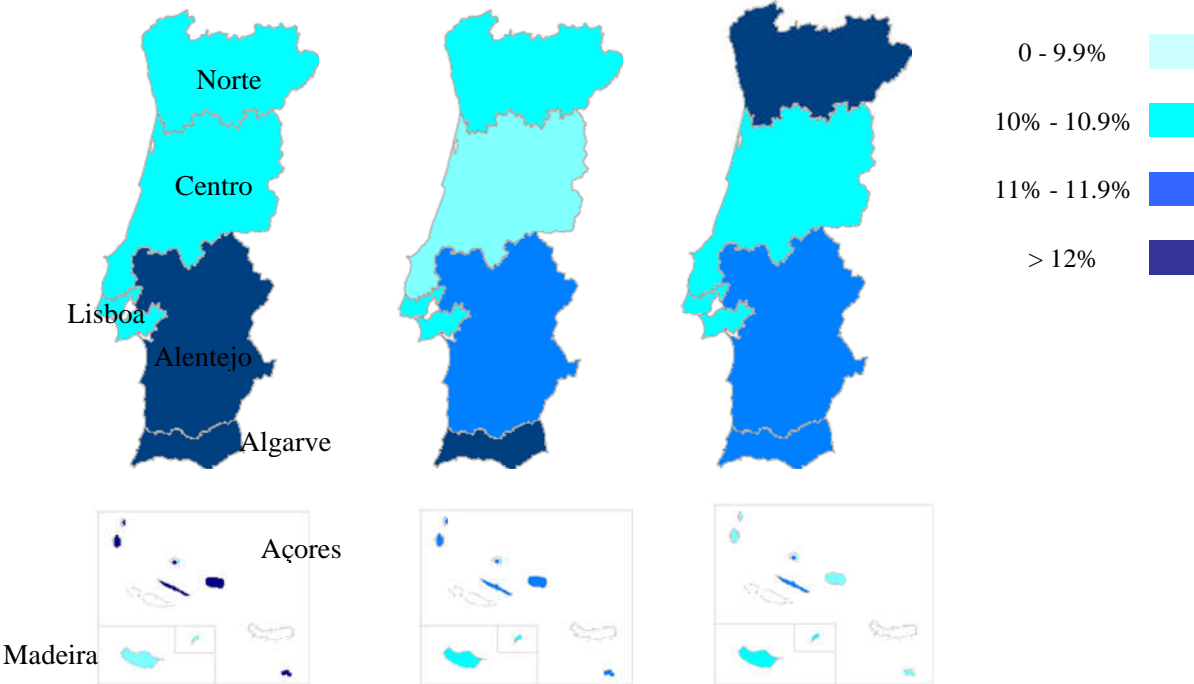 Norte
Centro
Lisboa
Alentejo
Algarve
Açores
Madeira
0 - 9.9%
10% - 10.9%
11% - 11.9%
> 12%